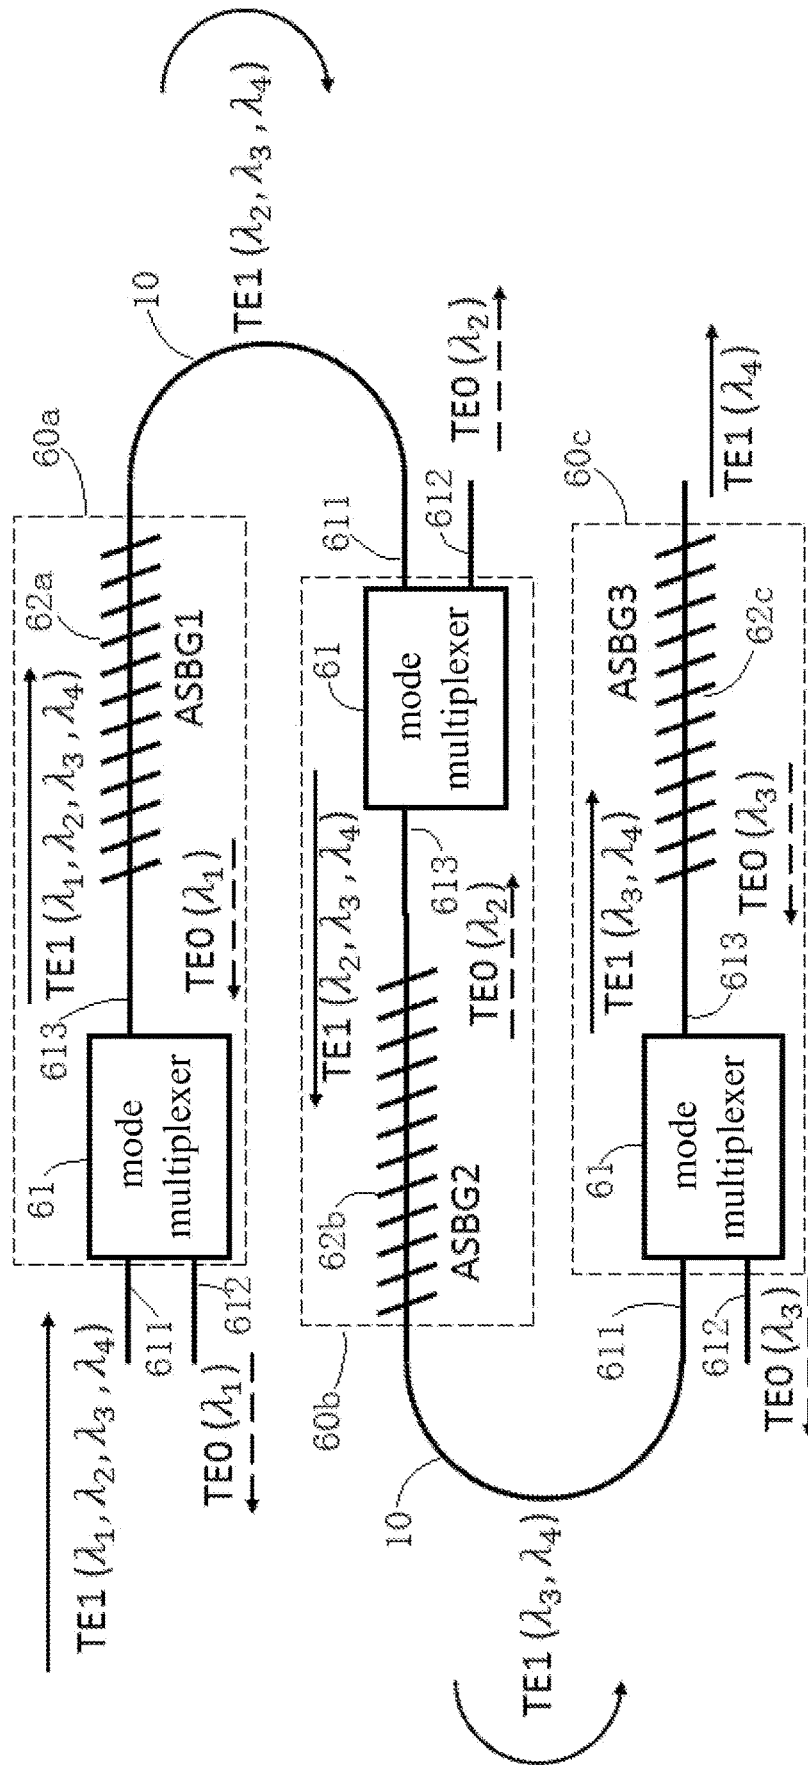 TE1 (λ₁, λ₂, λ₃, λ₄)
611
612
TE0 (λ₁)
61
mode
multiplexer
613
TE1 (λ₁, λ₂, λ₃, λ₄)
TE0 (λ₁)
62a
ASBG1
60a
10
TE1 (λ₂, λ₃, λ₄)
60b
62b
ASBG2
TE1 (λ₂, λ₃, λ₄)
TE0 (λ₂)
613
61
mode
multiplexer
611
612
TE0 (λ₂)
10
TE1 (λ₃, λ₄)
611
612
TE0 (λ₃)
61
mode
multiplexer
613
TE1 (λ₃, λ₄)
TE0 (λ₃)
ASBG3
62c
60c
TE1 (λ₄)